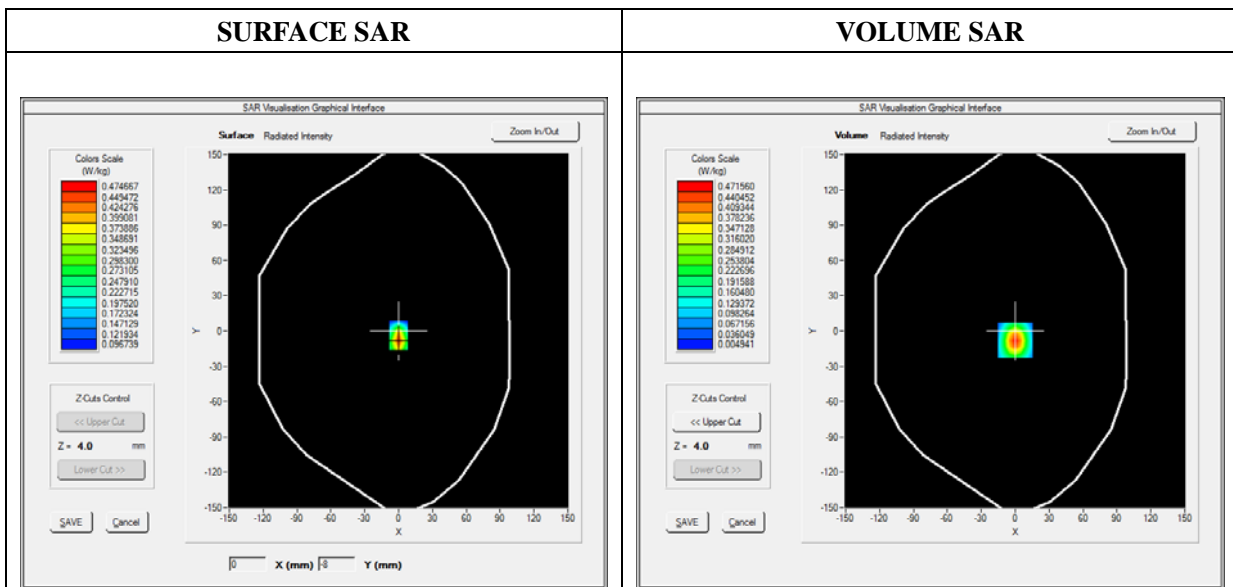 SURFACE SAR
VOLUME SAR
SAR Visualisation Graphical Interface
Surface Radiated Intensity
Zoom In/Out
Colors Scale
(W/kg)
0.474667
0.449472
0.424276
0.399081
0.373886
0.348691
0.323496
0.298300
0.273105
0.247910
0.222715
0.197520
0.172324
0.147129
0.121934
0.096739
Z-Cuts Control
<< Upper Cut
Z = 4.0 mm
Lower Cut >>
SAVE Cancel
150
120
90
60
30
0
-30
-60
-90
-120
-150
Y
-150 -120 -90 -60 -30 0 30 60 90 120 150
X
0 X (mm) -8 Y (mm)
SAR Visualisation Graphical Interface
Volume Radiated Intensity
Zoom In/Out
Colors Scale
(W/kg)
0.471560
0.440452
0.409344
0.378236
0.347128
0.316020
0.284912
0.253804
0.222696
0.191588
0.160480
0.129372
0.098264
0.067156
0.036049
0.004941
Z-Cuts Control
<< Upper Cut
Z = 4.0 mm
Lower Cut >>
SAVE Cancel
150
120
90
60
30
0
-30
-60
-90
-120
-150
Y
-150 -120 -90 -60 -30 0 30 60 90 120 150
X